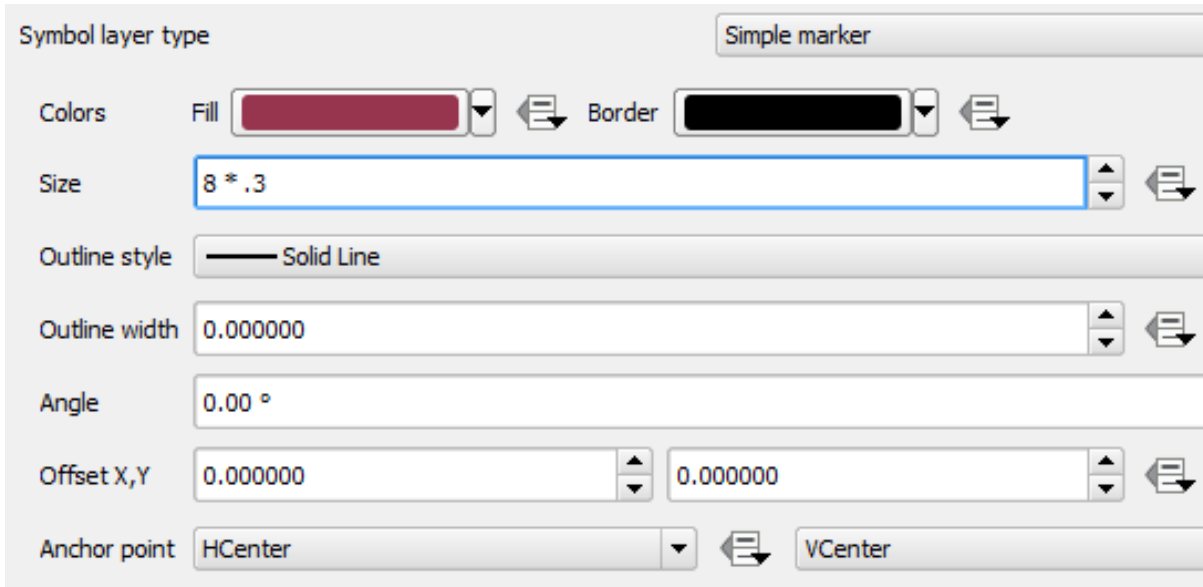 Symbol layer type Simple marker
Colors Fill Border
Size 8 * .3
Outline style Solid Line
Outline width 0.000000
Angle 0.00 °
Offset X,Y 0.000000 0.000000
Anchor point HCenter VCenter